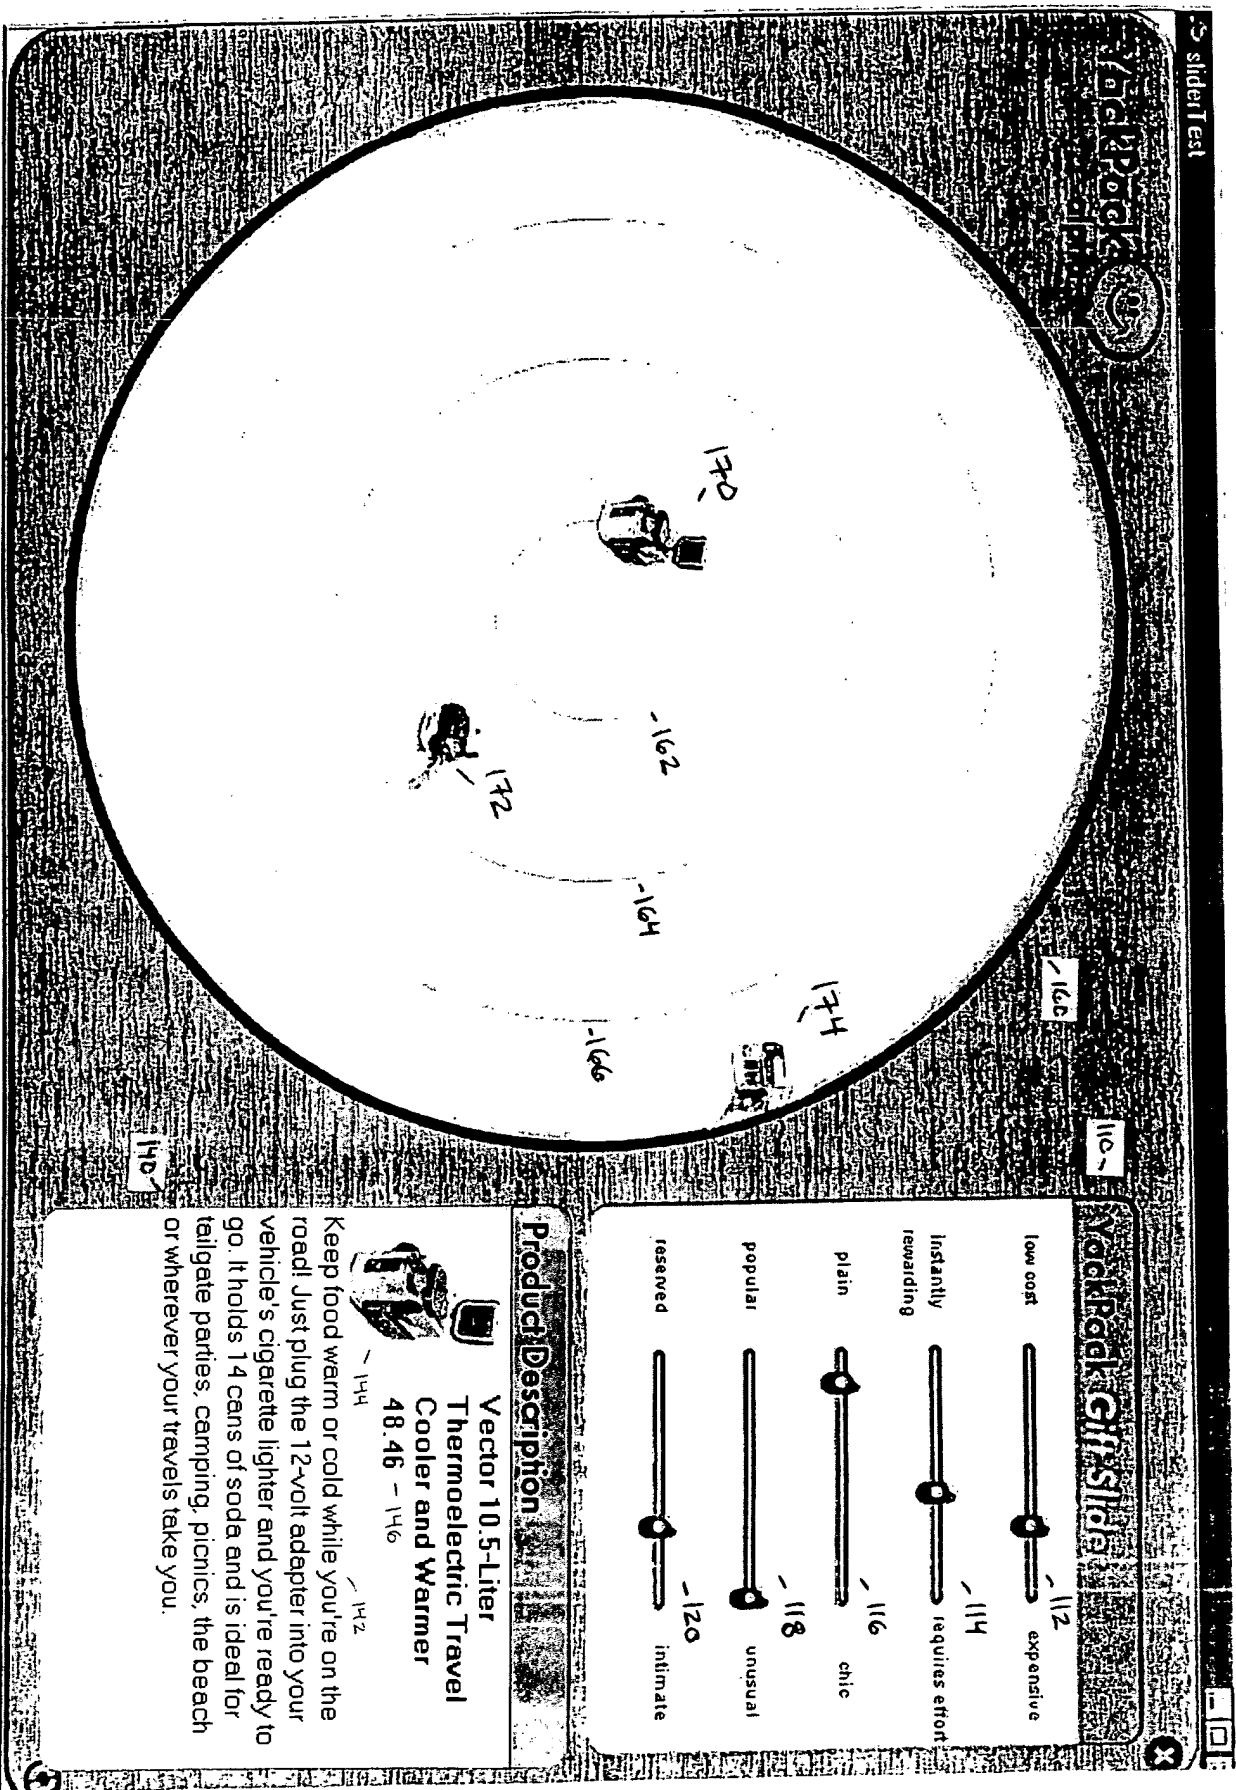 sliderTest
YackPack
170
-162
172
-164
174
-166
160
110
YackPack Gift Slider
low cost
expensive
112
instantly
rewarding
requires effort
114
plain
chic
116
popular
unusual
118
reserved
intimate
120
140
Product Description
Vector 10.5-Liter
Thermoelectric Travel
Cooler and Warmer
48.46 - 146
144
142
Keep food warm or cold while you're on the
road! Just plug the 12-volt adapter into your
vehicle's cigarette lighter and you're ready to
go. It holds 14 cans of soda and is ideal for
tailgate parties, camping, picnics, the beach
or wherever your travels take you.